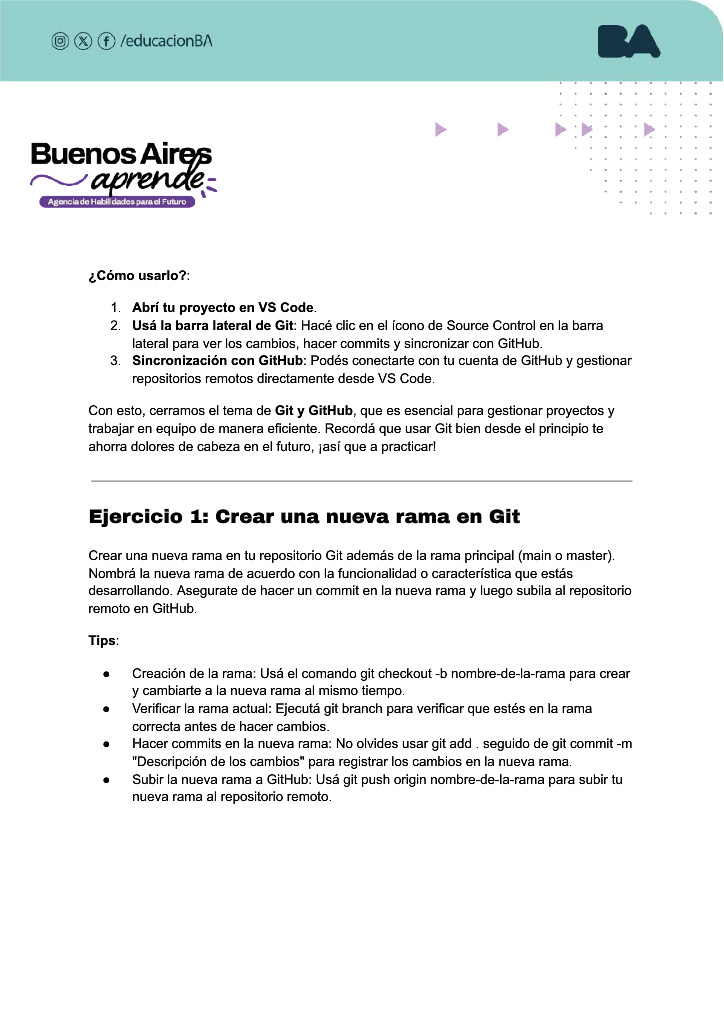 /educacionBA
BA
Buenos Aires
aprende
Agencia de Habilidades para el Futuro
¿Cómo usarlo?:
1. Abrí tu proyecto en VS Code.
2. Usá la barra lateral de Git: Hacé clic en el ícono de Source Control en la barra
lateral para ver los cambios, hacer commits y sincronizar con GitHub.
3. Sincronización con GitHub: Podés conectarte con tu cuenta de GitHub y gestionar
repositorios remotos directamente desde VS Code.
Con esto, cerramos el tema de Git y GitHub, que es esencial para gestionar proyectos y
trabajar en equipo de manera eficiente. Recordá que usar Git bien desde el principio te
ahorra dolores de cabeza en el futuro, ¡así que a practicar!
Ejercicio 1: Crear una nueva rama en Git
Crear una nueva rama en tu repositorio Git además de la rama principal (main o master).
Nombrá la nueva rama de acuerdo con la funcionalidad o característica que estás
desarrollando. Asegurate de hacer un commit en la nueva rama y luego subila al repositorio
remoto en GitHub.
Tips:
● Creación de la rama: Usá el comando git checkout -b nombre-de-la-rama para crear
y cambiarte a la nueva rama al mismo tiempo.
● Verificar la rama actual: Ejecutá git branch para verificar que estés en la rama
correcta antes de hacer cambios.
● Hacer commits en la nueva rama: No olvides usar git add . seguido de git commit -m
"Descripción de los cambios" para registrar los cambios en la nueva rama.
● Subir la nueva rama a GitHub: Usá git push origin nombre-de-la-rama para subir tu
nueva rama al repositorio remoto.